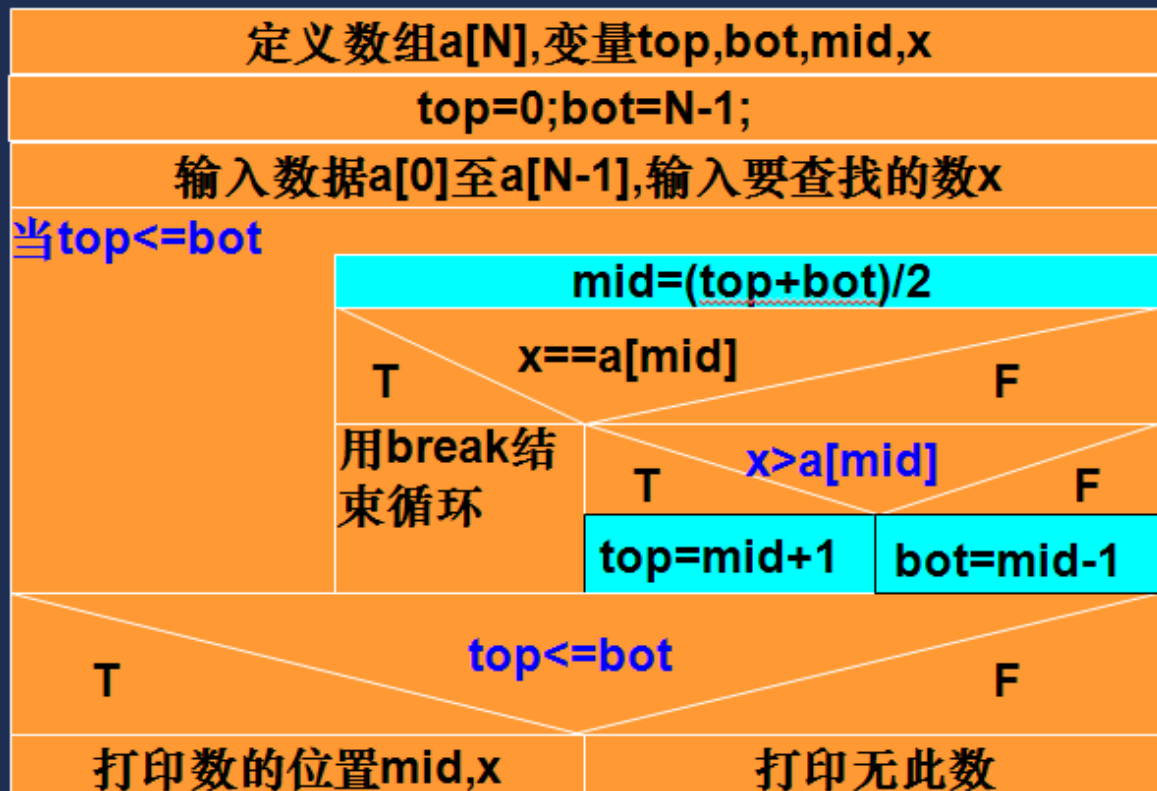 定义数组a[N],变量top,bot,mid,x
top=0;bot=N-1;
输入数据a[0]至a[N-1],输入要查找的数x
当top<=bot
mid=(top+bot)/2
x==a[mid]
T
F
用break结
束循环
x>a[mid]
T
F
top=mid+1
bot=mid-1
top<=bot
T
F
打印数的位置mid,x
打印无此数